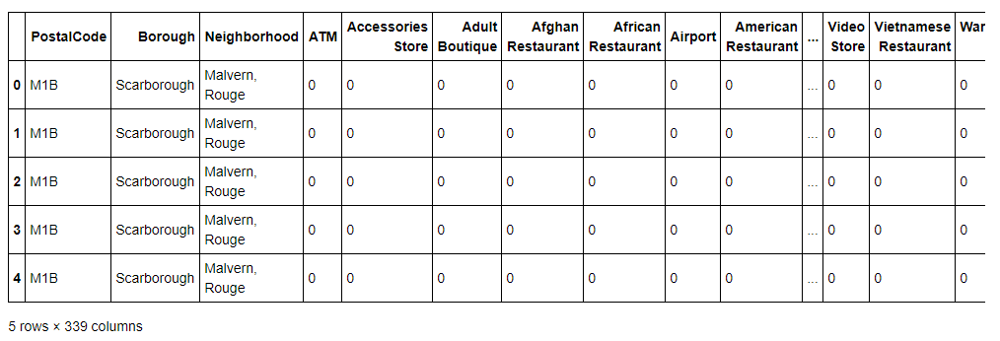 PostalCode Borough Neighborhood ATM Accessories Store Adult Boutique Afghan Restaurant African Restaurant Airport American Restaurant ... Video Store Vietnamese Restaurant War
0 M1B Scarborough Malvern, Rouge 0 0 0 0 0 0 0 ... 0 0 0
1 M1B Scarborough Malvern, Rouge 0 0 0 0 0 0 0 ... 0 0 0
2 M1B Scarborough Malvern, Rouge 0 0 0 0 0 0 0 ... 0 0 0
3 M1B Scarborough Malvern, Rouge 0 0 0 0 0 0 0 ... 0 0 0
4 M1B Scarborough Malvern, Rouge 0 0 0 0 0 0 0 ... 0 0 0
5 rows × 339 columns